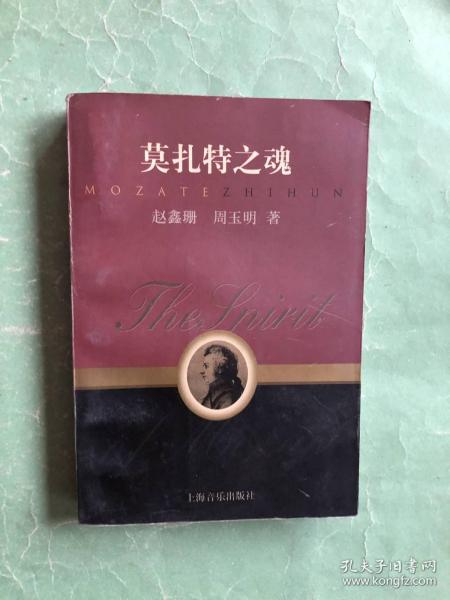 莫扎特之魂
MOZATEZHIHUN
赵鑫珊 周玉明 著
The Spirit
上海音乐出版社
孔夫子旧书网
www.kongfz.com